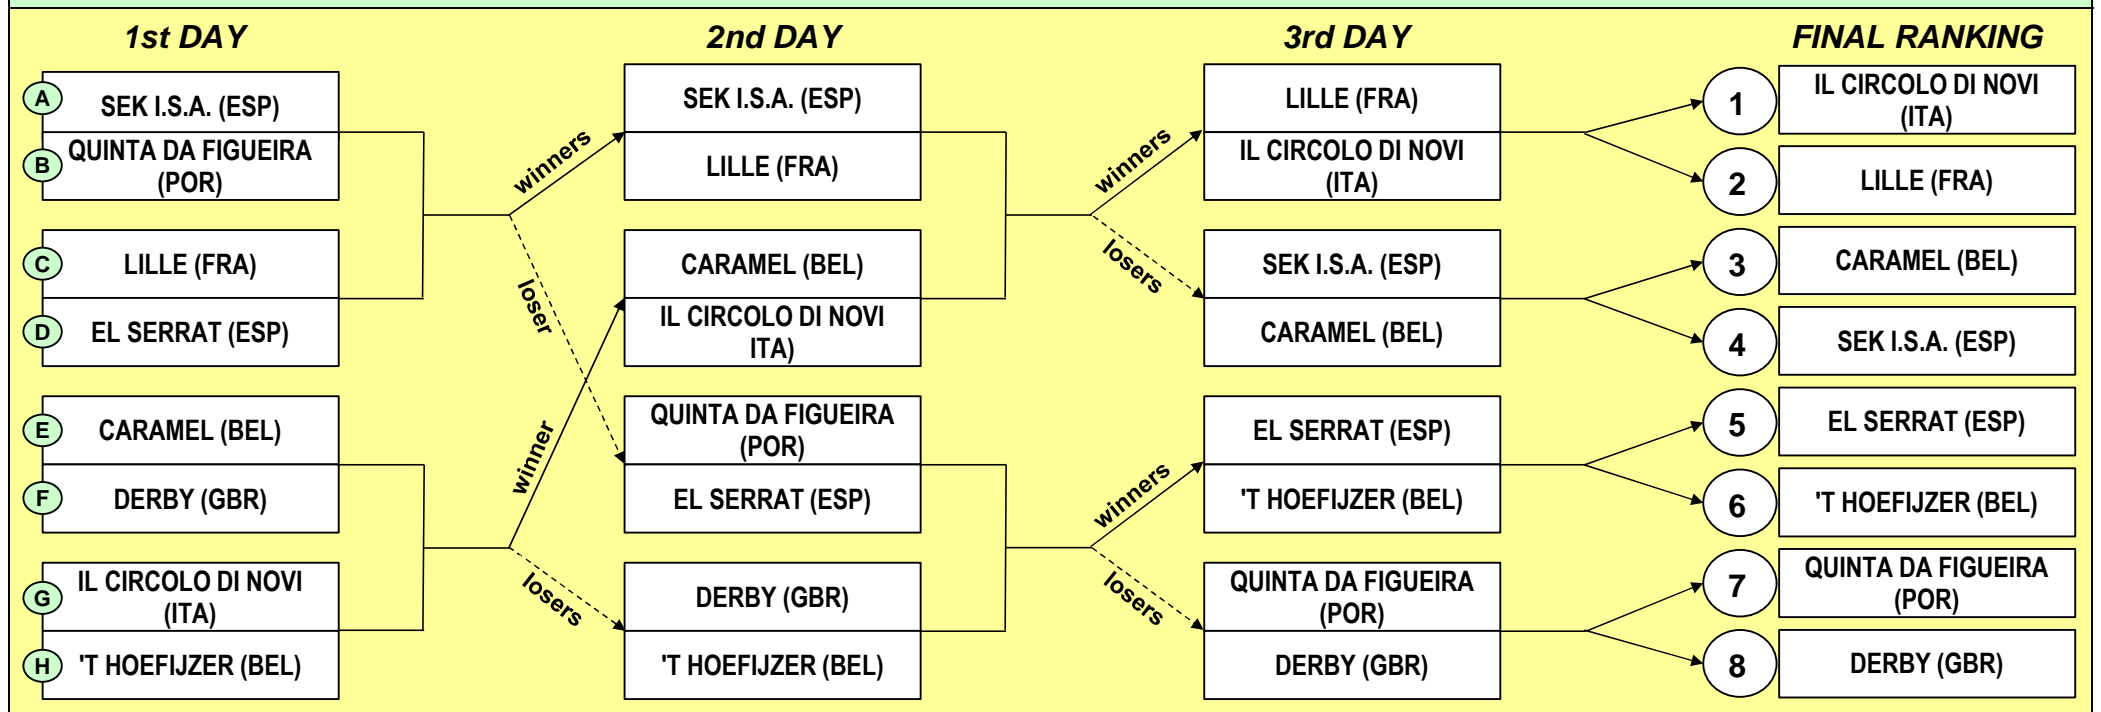 1st DAY
2nd DAY
3rd DAY
FINAL RANKING
A
SEK I.S.A. (ESP)
B
QUINTA DA FIGUEIRA
(POR)
C
LILLE (FRA)
D
EL SERRAT (ESP)
E
CARAMEL (BEL)
F
DERBY (GBR)
G
IL CIRCOLO DI NOVI
(ITA)
H
'T HOEFIJZER (BEL)
winners
loser
winner
losers
SEK I.S.A. (ESP)
LILLE (FRA)
CARAMEL (BEL)
IL CIRCOLO DI NOVI
ITA)
QUINTA DA FIGUEIRA
(POR)
EL SERRAT (ESP)
DERBY (GBR)
'T HOEFIJZER (BEL)
winners
losers
winners
losers
LILLE (FRA)
IL CIRCOLO DI NOVI
(ITA)
SEK I.S.A. (ESP)
CARAMEL (BEL)
EL SERRAT (ESP)
'T HOEFIJZER (BEL)
QUINTA DA FIGUEIRA
(POR)
DERBY (GBR)
1
IL CIRCOLO DI NOVI
(ITA)
2
LILLE (FRA)
3
CARAMEL (BEL)
4
SEK I.S.A. (ESP)
5
EL SERRAT (ESP)
6
'T HOEFIJZER (BEL)
7
QUINTA DA FIGUEIRA
(POR)
8
DERBY (GBR)